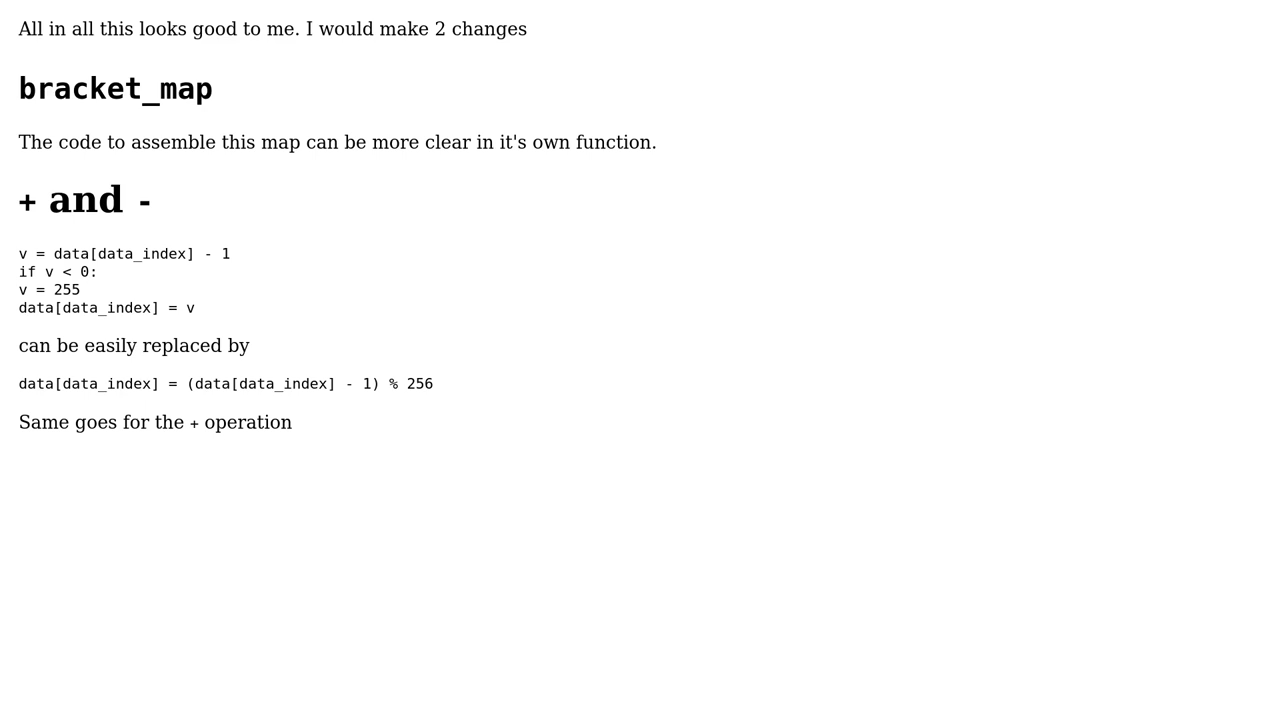 All in all this looks good to me. I would make 2 changes
bracket_map
The code to assemble this map can be more clear in it's own function.
+ and -
v = data[data_index] - 1
if v < 0:
v = 255
data[data_index] = v
can be easily replaced by
data[data_index] = (data[data_index] - 1) % 256
Same goes for the + operation